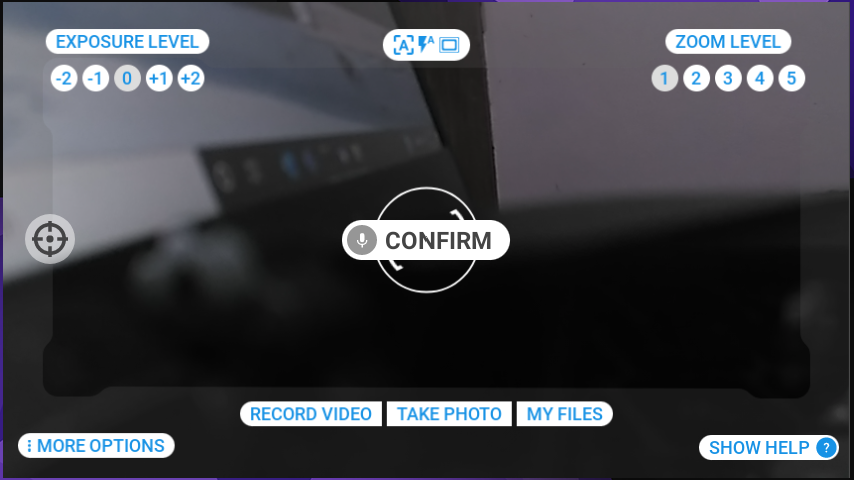 EXPOSURE LEVEL
A
ZOOM LEVEL
-2 -1 0 +1 +2
1 2 3 4 5
CONFIRM
RECORD VIDEO TAKE PHOTO MY FILES
MORE OPTIONS
SHOW HELP ?